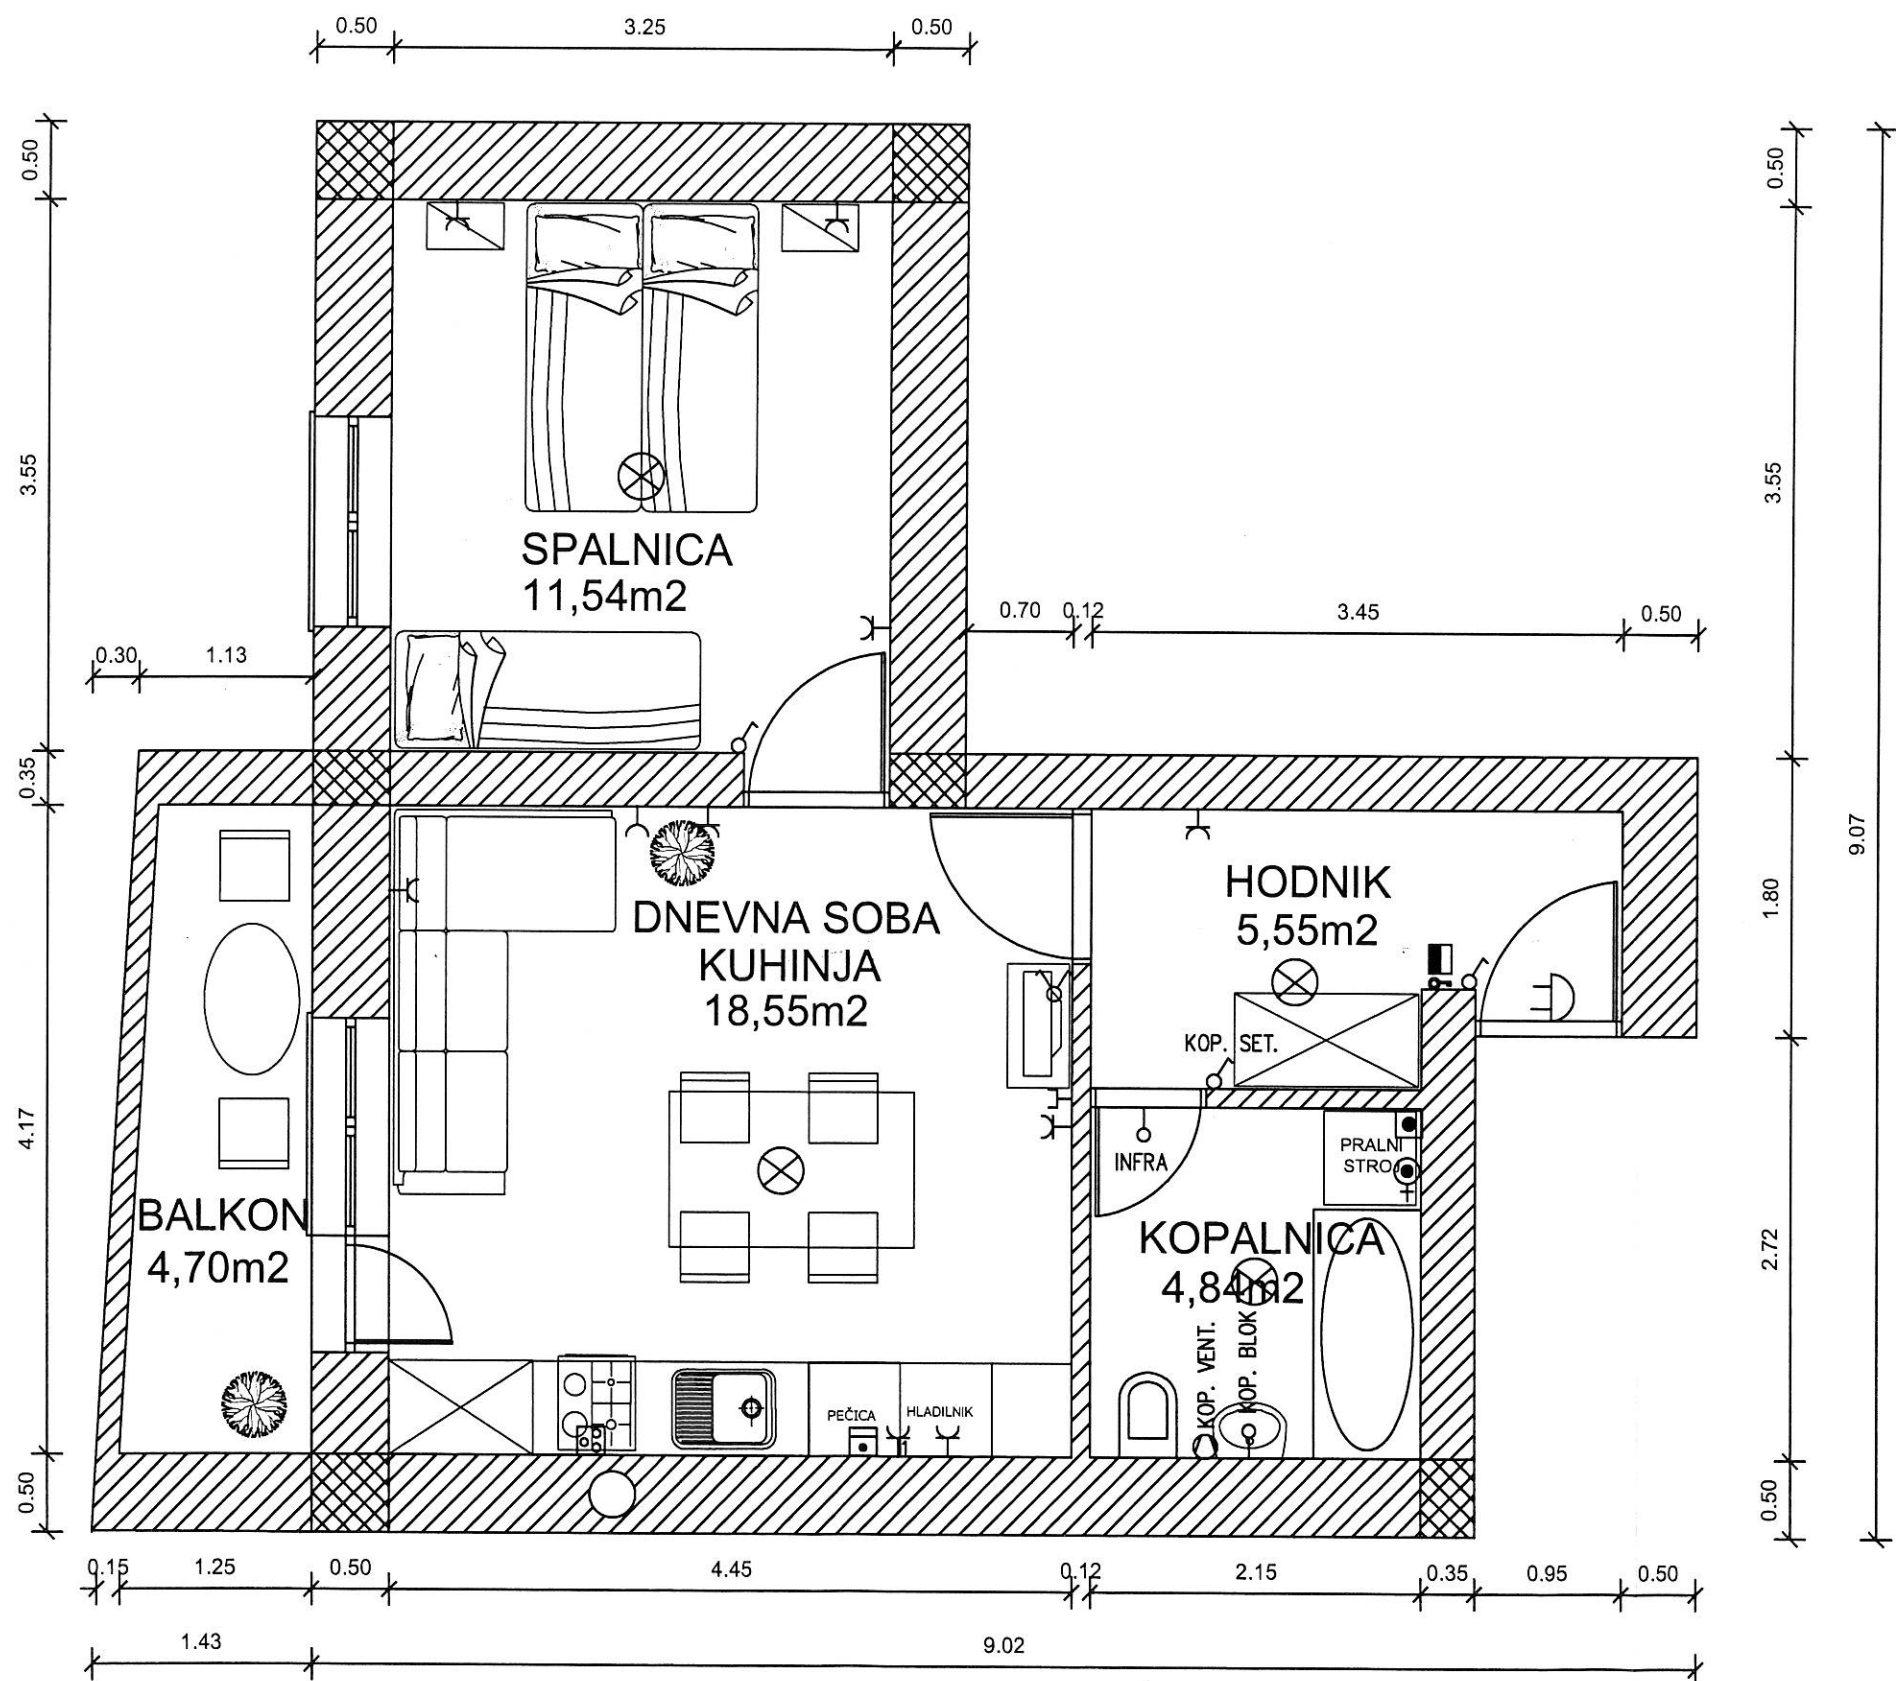 0.50
3.25
0.50
0.50
0.50
3.55
3.55
SPALNICA
11,54m2
0.70
0.12
3.45
0.50
0.30
1.13
0.35
9.07
HODNIK
5,55m2
1.80
DNEVNA SOBA
KUHINJA
18,55m2
KOP. SET.
4.17
INFRA
PRALNI
STROJ
BALKON
4,70m2
KOPALNICA
4,84m2
2.72
KOP. VENT.
KOP. BLOK
PEČICA
HLADILNIK
0.50
0.50
0.15
1.25
0.50
4.45
0.12
2.15
0.35
0.95
0.50
1.43
9.02